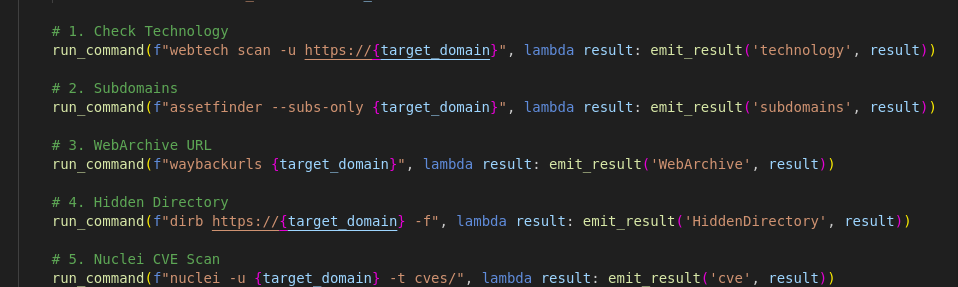 # 1. Check Technology
run_command(f"webtech scan -u https://{target_domain}", lambda result: emit_result('technology', result))
# 2. Subdomains
run_command(f"assetfinder --subs-only {target_domain}", lambda result: emit_result('subdomains', result))
# 3. WebArchive URL
run_command(f"waybackurls {target_domain}", lambda result: emit_result('WebArchive', result))
# 4. Hidden Directory
run_command(f"dirb https://{target_domain} -f", lambda result: emit_result('HiddenDirectory', result))
# 5. Nuclei CVE Scan
run_command(f"nuclei -u {target_domain} -t cves/", lambda result: emit_result('cve', result))